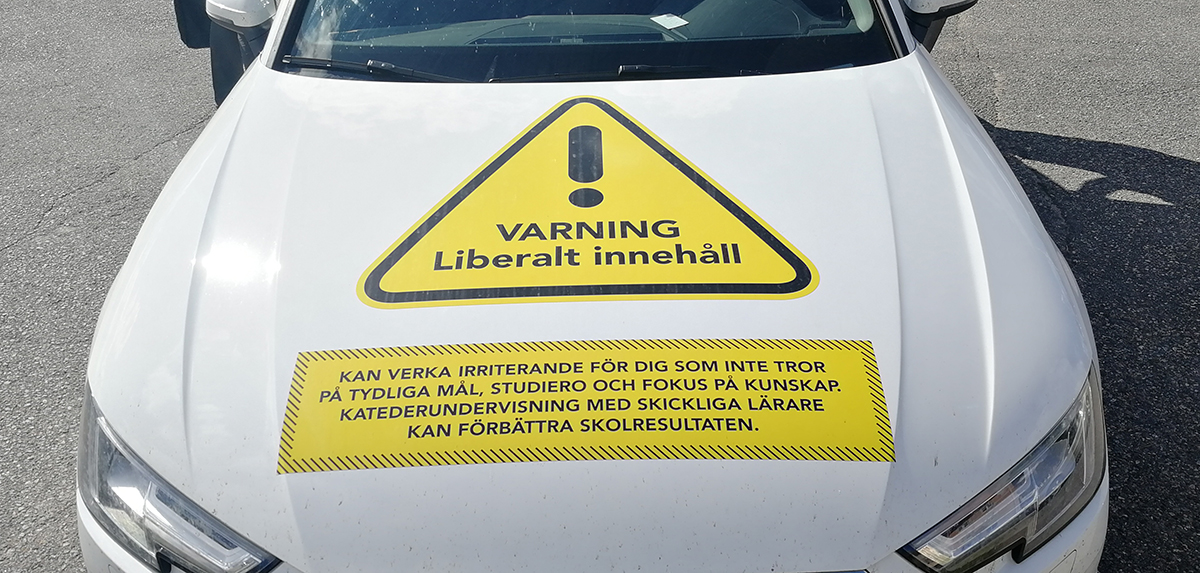 VARNING
Liberalt innehåll
KAN VERKA IRRITERANDE FÖR DIG SOM INTE TROR
PÅ TYDLIGA MÅL, STUDIERO OCH FOKUS PÅ KUNSKAP.
KATEDERUNDERVISNING MED SKICKLIGA LÄRARE
KAN FÖRBÄTTRA SKOLRESULTATEN.